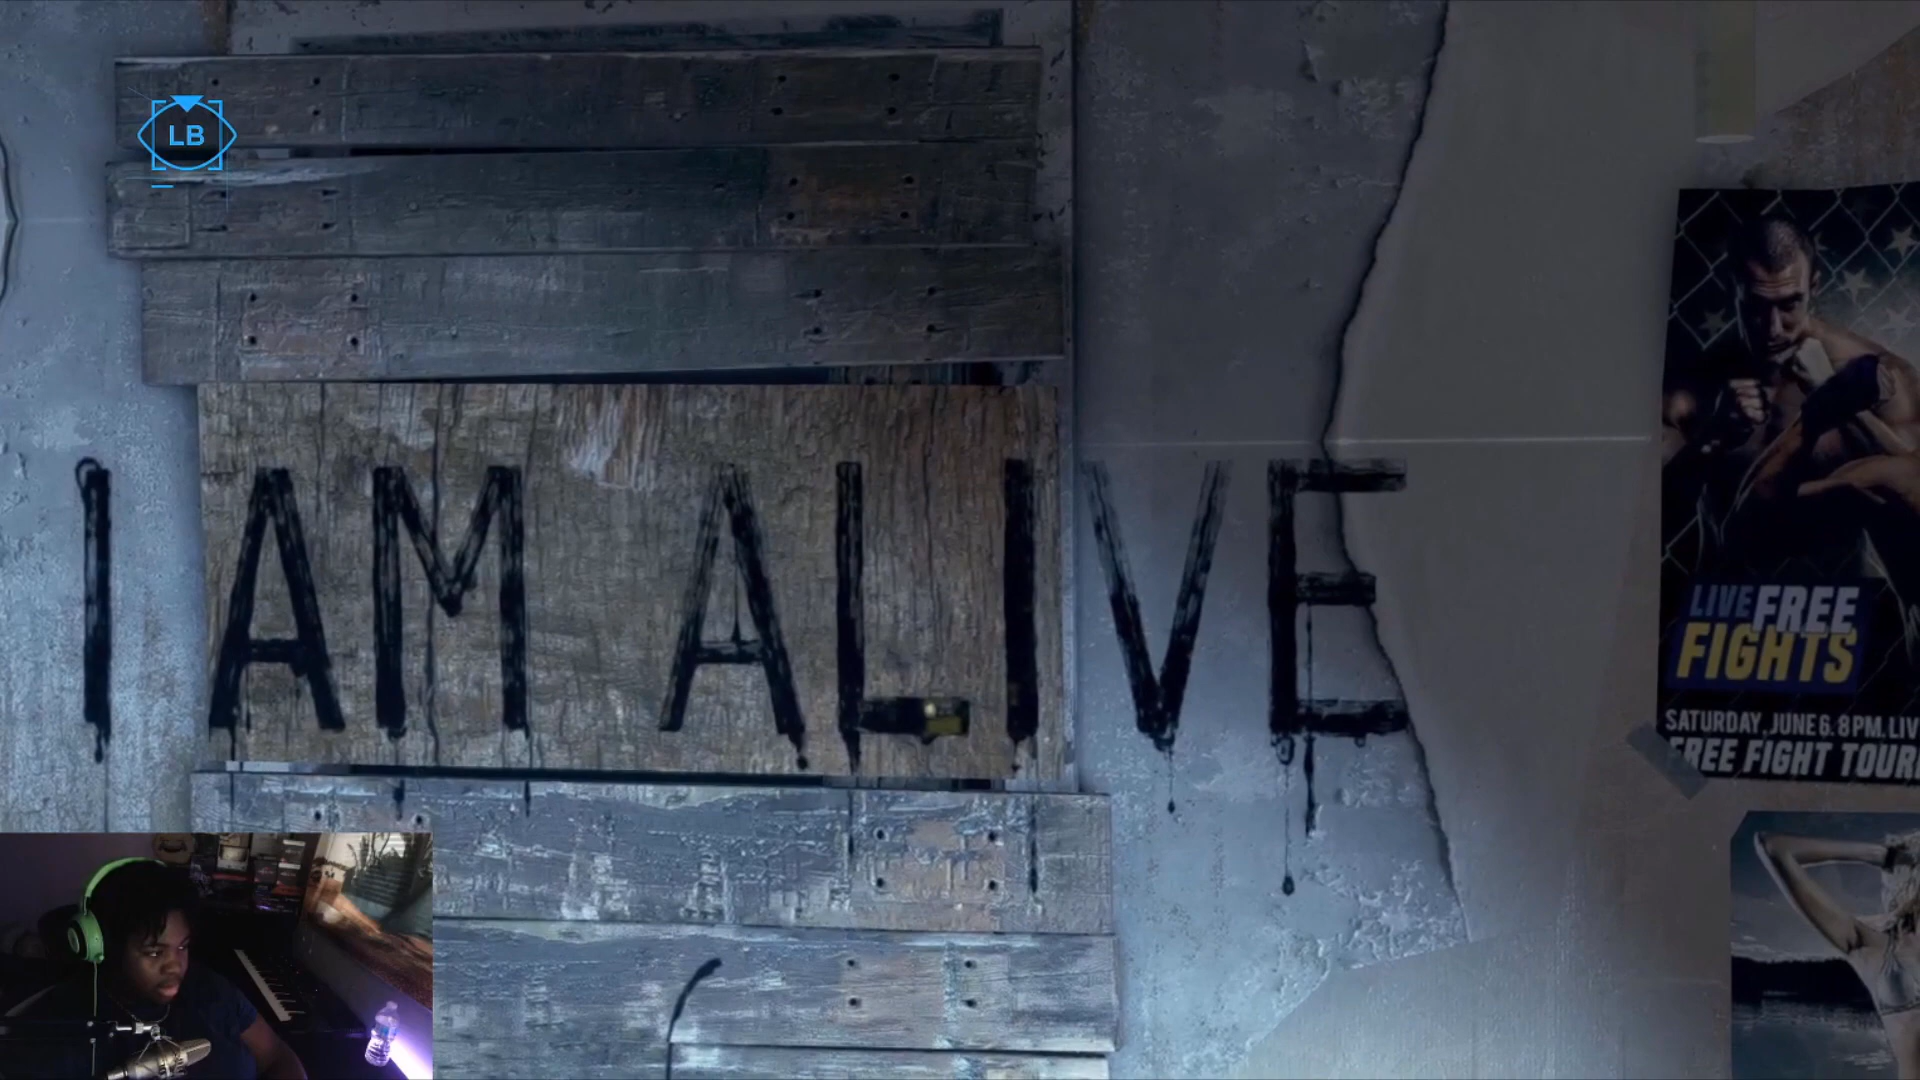 LB
I AM ALIVE
LIVE FREE
FIGHTS
SATURDAY, JUNE 6. 8PM. LIV
FREE FIGHT TOUR